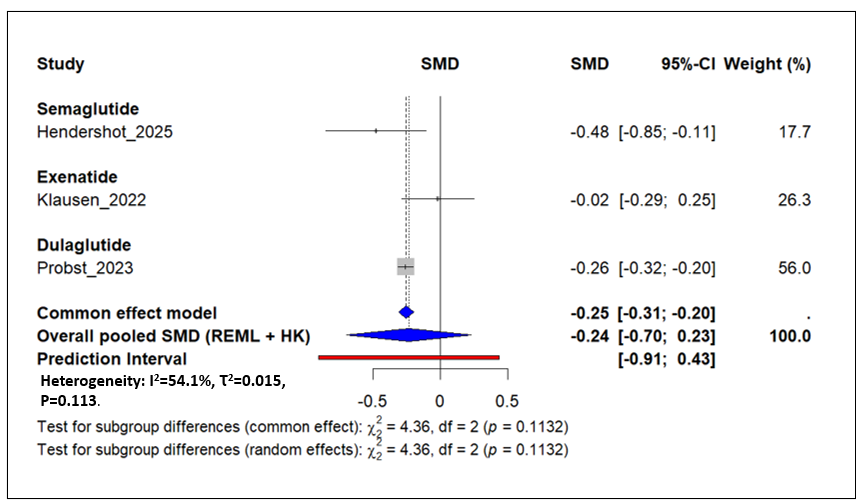 Study SMD SMD 95%-CI Weight (%)
Semaglutide
Hendershot_2025 -0.48 [-0.85; -0.11] 17.7
Exenatide
Klausen_2022 -0.02 [-0.29; 0.25] 26.3
Dulaglutide
Probst_2023 -0.26 [-0.32; -0.20] 56.0
Common effect model -0.25 [-0.31; -0.20] .
Overall pooled SMD (REML + HK) -0.24 [-0.70; 0.23] 100.0
Prediction Interval [-0.91; 0.43]
Heterogeneity: I²=54.1%, Τ²=0.015,
P=0.113.
-0.5 0 0.5
Test for subgroup differences (common effect): χ²₂ = 4.36, df = 2 (p = 0.1132)
Test for subgroup differences (random effects): χ²₂ = 4.36, df = 2 (p = 0.1132)